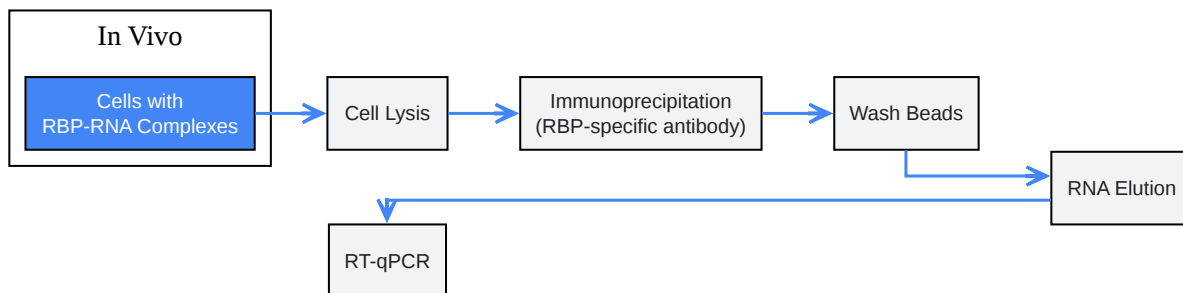 In Vivo
Cells with
RBP-RNA Complexes
Cell Lysis
Immunoprecipitation
(RBP-specific antibody)
Wash Beads
RNA Elution
RT-qPCR